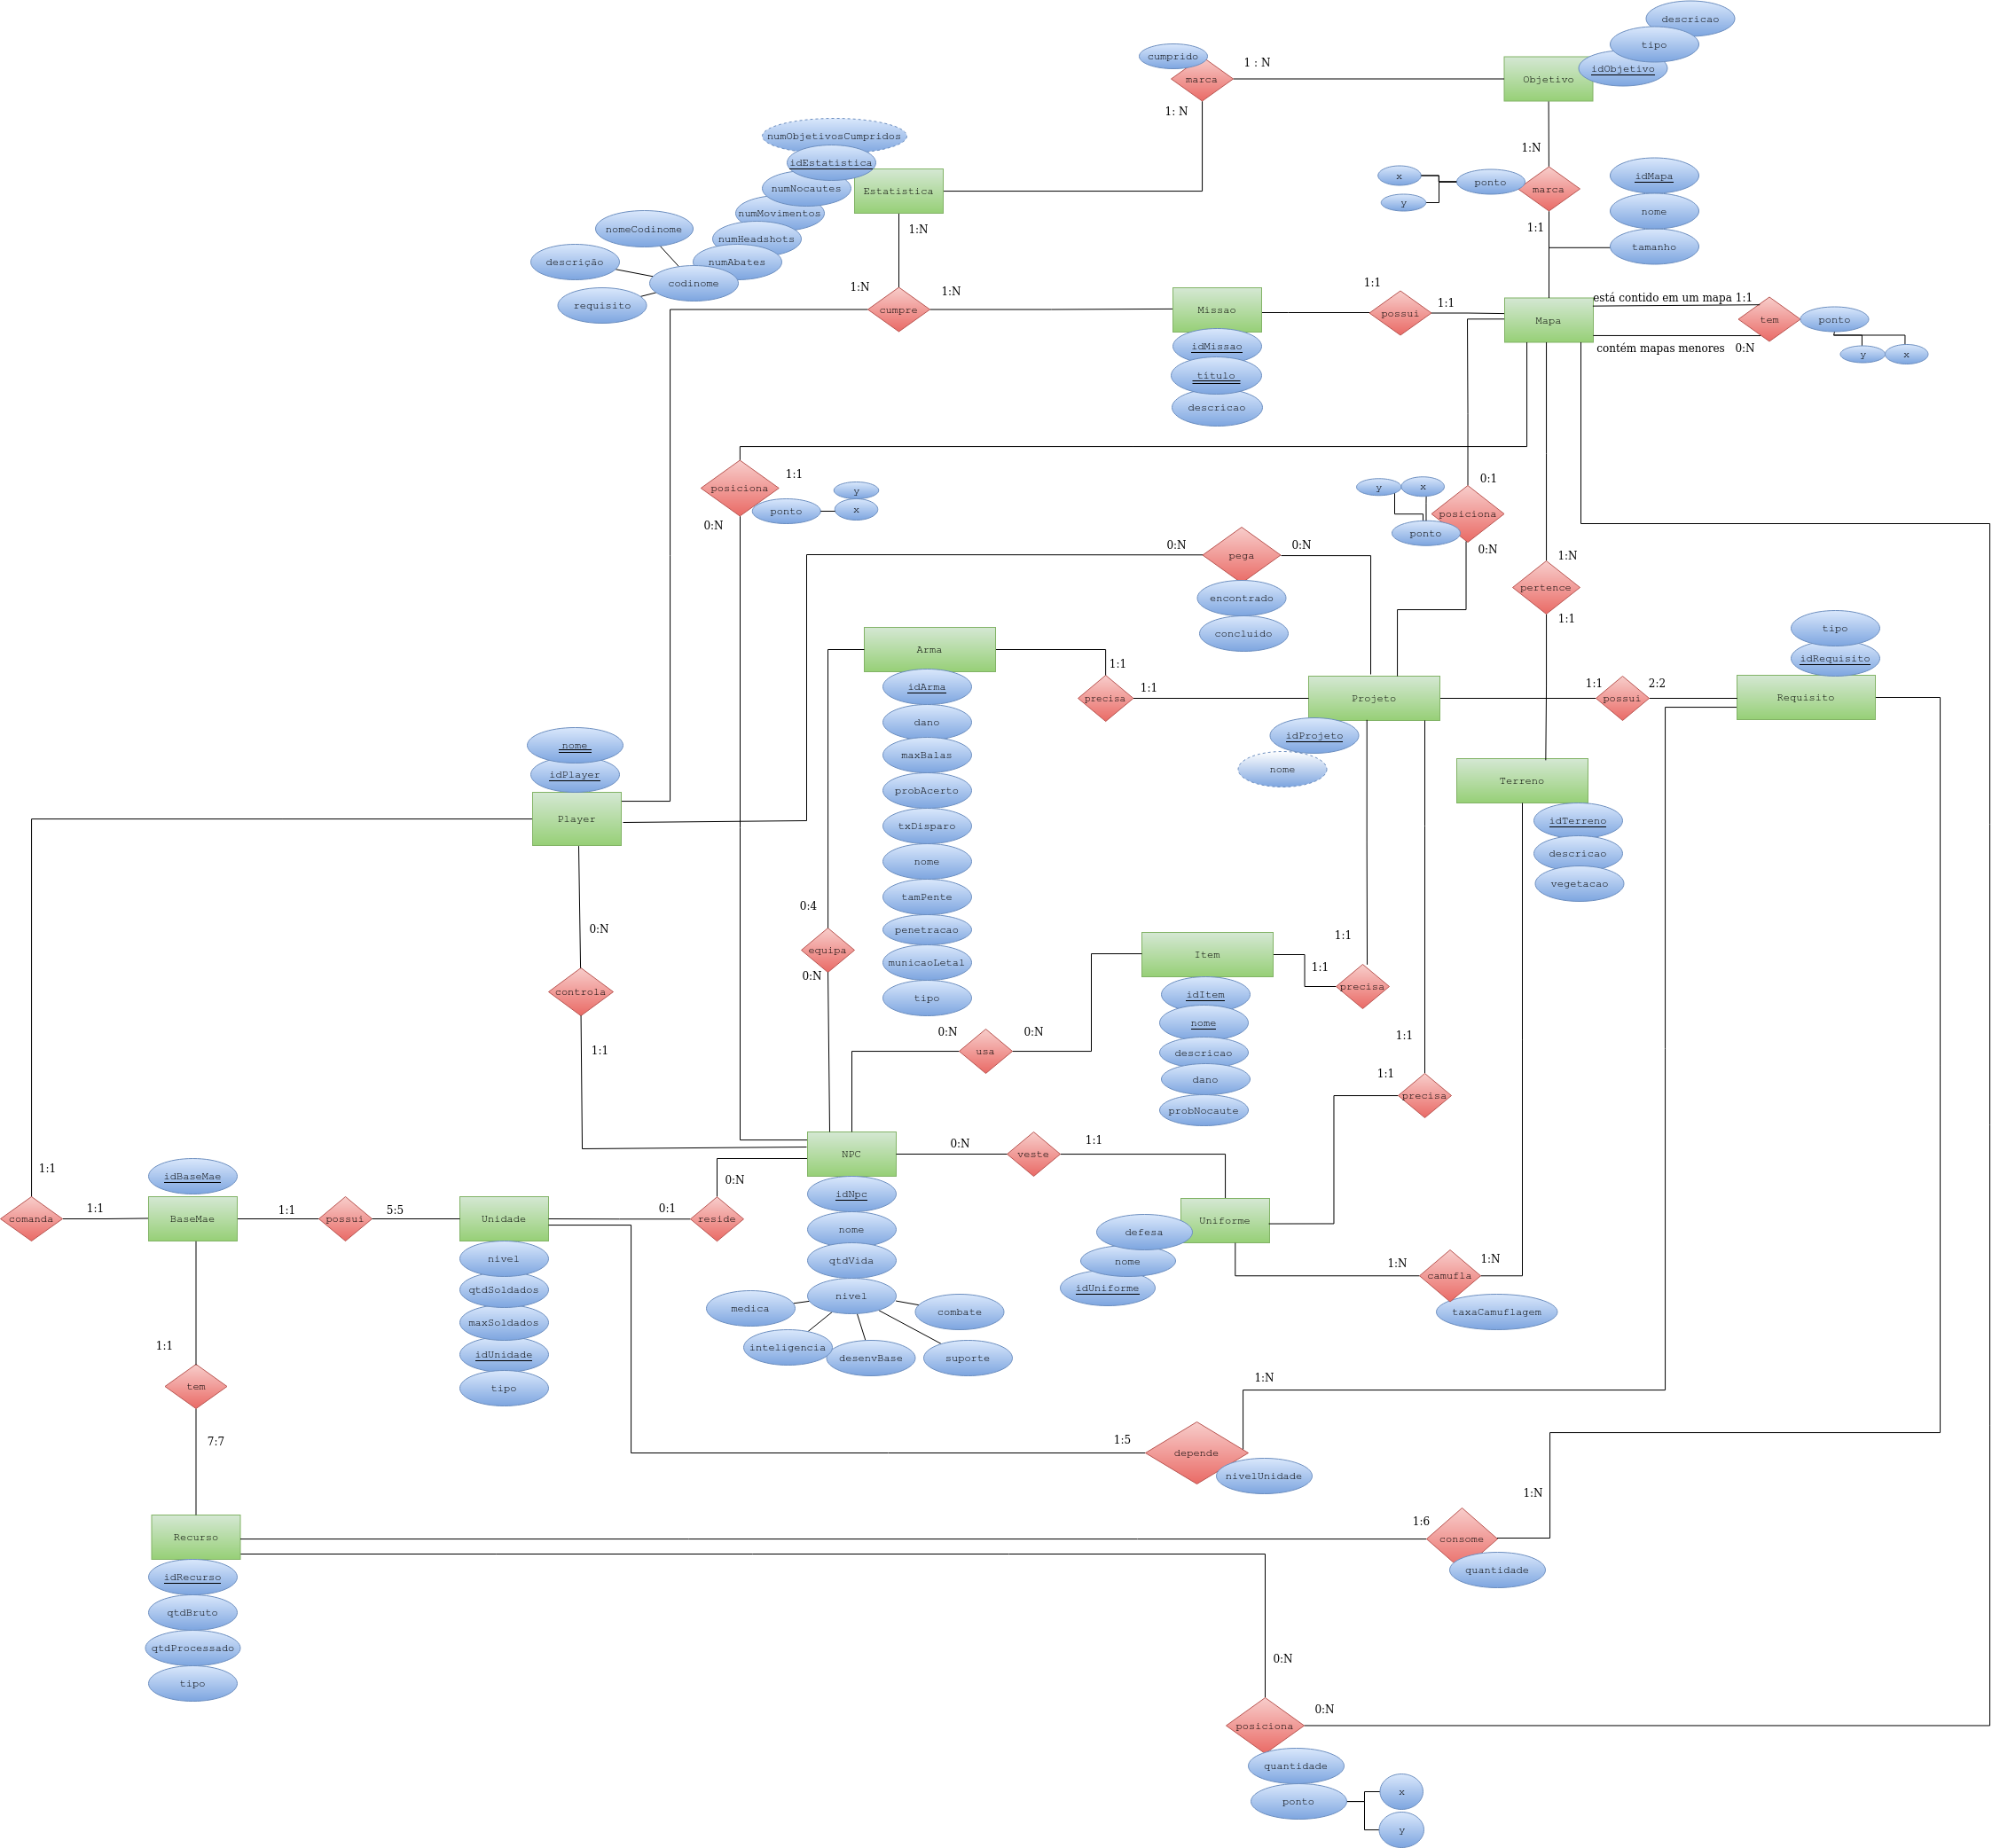 descricao
tipo
idObjetivo
Objetivo
cumprido
marca
1 : N
1: N
numObjetivosCumpridos
idEstatistica
numNocautes
numMovimentos
numHeadshots
numAbates
codinome
nomeCodinome
descrição
requisito
Estatistica
1:N
1:N
cumpre
1:N
1:N
marca
ponto
x
y
1:1
idMapa
nome
tamanho
Missao
idMissao
titulo
descricao
1:1
possui
1:1
Mapa
está contido em um mapa 1:1
contém mapas menores 0:N
tem
ponto
y
x
posiciona
1:1
0:N
ponto
y
x
0:1
posiciona
0:N
ponto
y
x
0:N
pega
0:N
encontrado
concluido
1:N
pertence
1:1
Arma
idArma
dano
maxBalas
probAcerto
txDisparo
nome
tamPente
penetracao
municaoLetal
tipo
1:1
precisa
1:1
Projeto
idProjeto
nome
1:1
possui
2:2
tipo
idRequisito
Requisito
Terreno
idTerreno
descricao
vegetacao
nome
idPlayer
Player
0:N
controla
1:1
0:4
equipa
0:N
Item
idItem
nome
descricao
dano
probNocaute
1:1
1:1
precisa
0:N
usa
0:N
1:1
1:1
precisa
NPC
idNpc
nome
qtdVida
nivel
medica
inteligencia
desenvBase
suporte
combate
0:N
veste
1:1
Uniforme
defesa
nome
idUniforme
1:N
camufla
1:N
taxaCamuflagem
1:1
comanda
1:1
idBaseMae
BaseMae
1:1
possui
5:5
Unidade
nivel
qtdSoldados
maxSoldados
idUnidade
tipo
0:1
reside
0:N
1:1
tem
7:7
1:5
depende
1:N
nivelUnidade
Recurso
idRecurso
qtdBruto
qtdProcessado
tipo
1:6
consome
1:N
quantidade
0:N
posiciona
0:N
quantidade
ponto
x
y